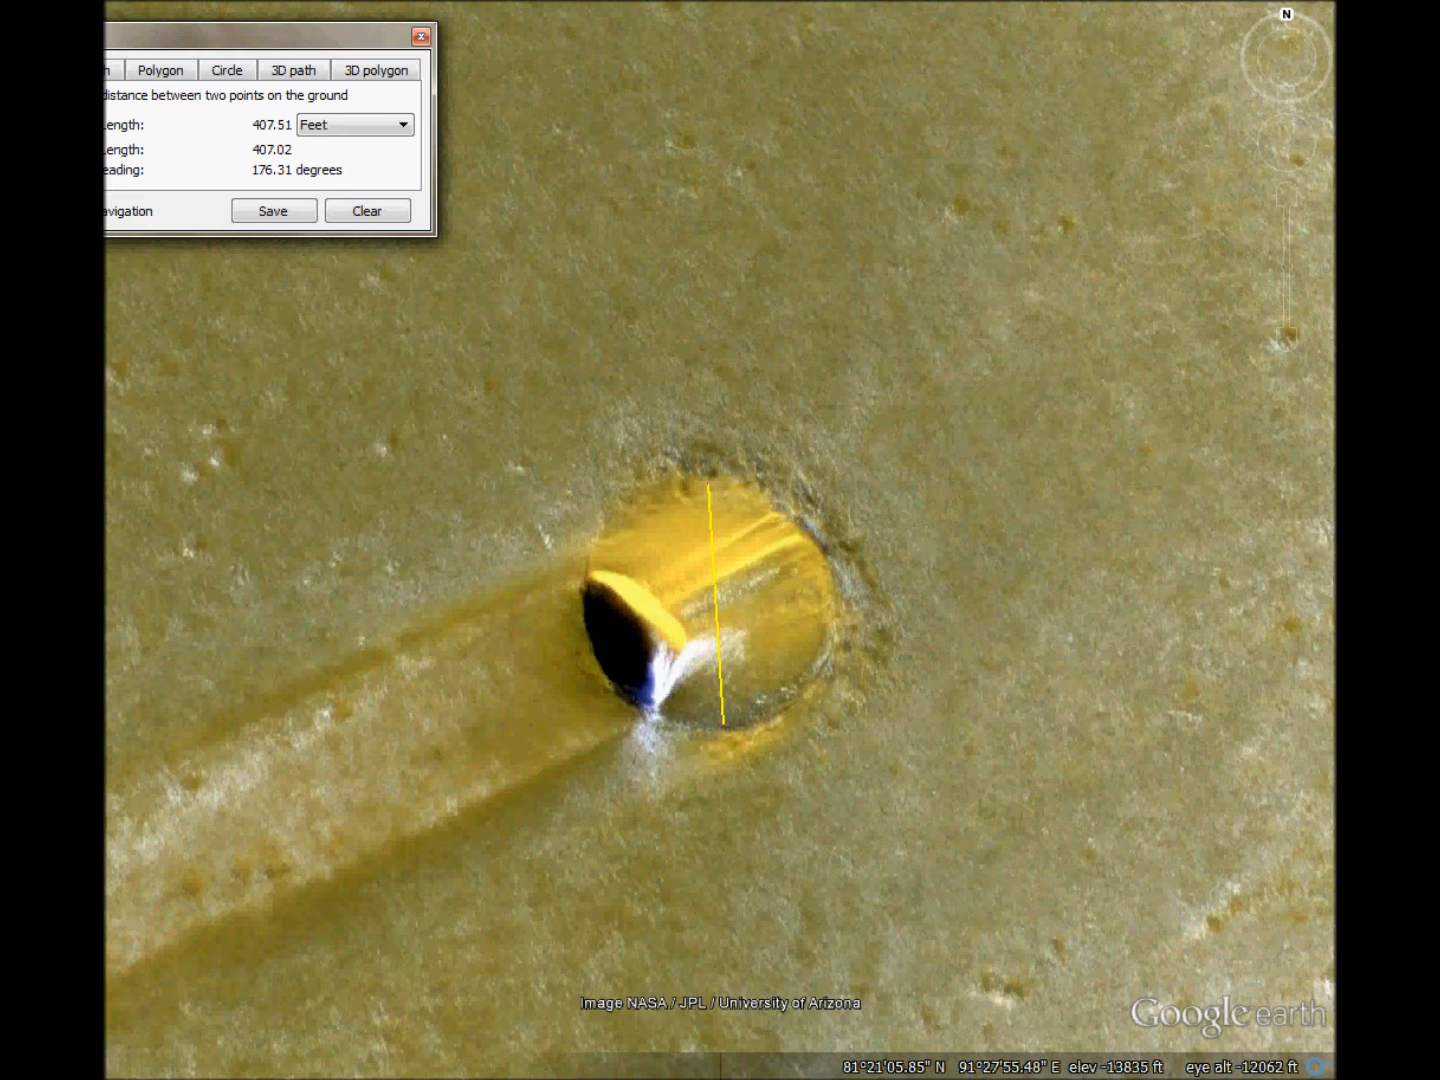 N
Polygon Circle 3D path 3D polygon
distance between two points on the ground
ength: 407.51 Feet
ength: 407.02
eading: 176.31 degrees
avigation Save Clear
Image NASA / JPL / University of Arizona
Google earth
81°21'05.85" N 91°27'55.48" E elev -13835 ft eye alt -12062 ft